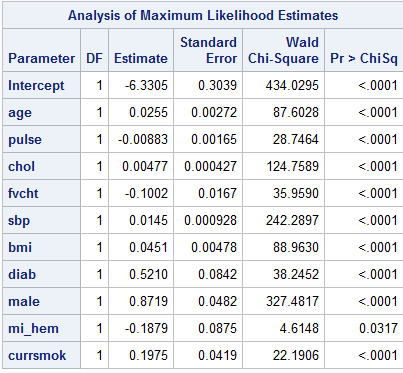 Analysis of Maximum Likelihood Estimates
Parameter DF Estimate Standard Error Wald Chi-Square Pr > ChiSq
Intercept 1 -6.3305 0.3039 434.0295 <.0001
age 1 0.0255 0.00272 87.6028 <.0001
pulse 1 -0.00883 0.00165 28.7464 <.0001
chol 1 0.00477 0.000427 124.7589 <.0001
fvcht 1 -0.1002 0.0167 35.9590 <.0001
sbp 1 0.0145 0.000928 242.2897 <.0001
bmi 1 0.0451 0.00478 88.9630 <.0001
diab 1 0.5210 0.0842 38.2452 <.0001
male 1 0.8719 0.0482 327.4817 <.0001
mi_hem 1 -0.1879 0.0875 4.6148 0.0317
currsmok 1 0.1975 0.0419 22.1906 <.0001